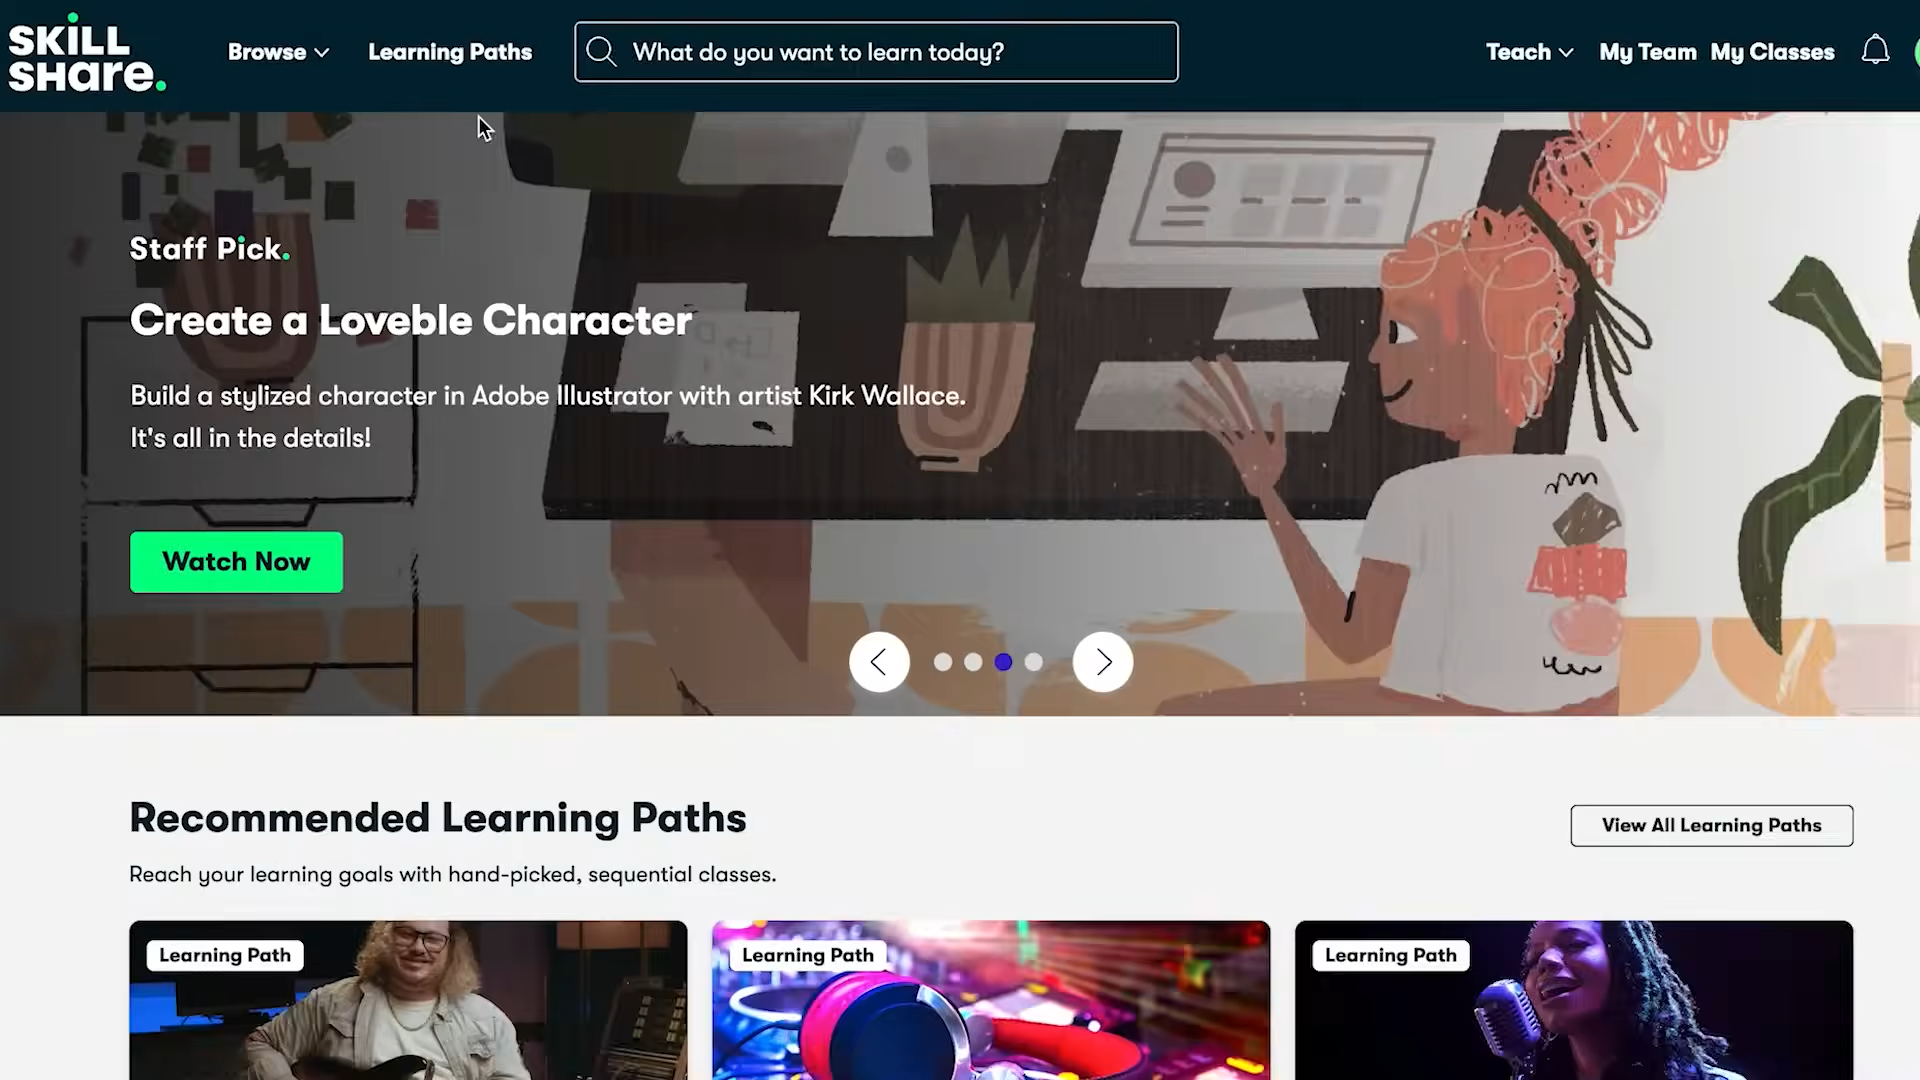 SKILL
SHare.
Browse
Learning Paths
What do you want to learn today?
Teach
My Team
My Classes
Staff Pick.
Create a Loveble Character
Build a stylized character in Adobe Illustrator with artist Kirk Wallace.
It's all in the details!
Watch Now
Recommended Learning Paths
View All Learning Paths
Reach your learning goals with hand-picked, sequential classes.
Learning Path
Learning Path
Learning Path